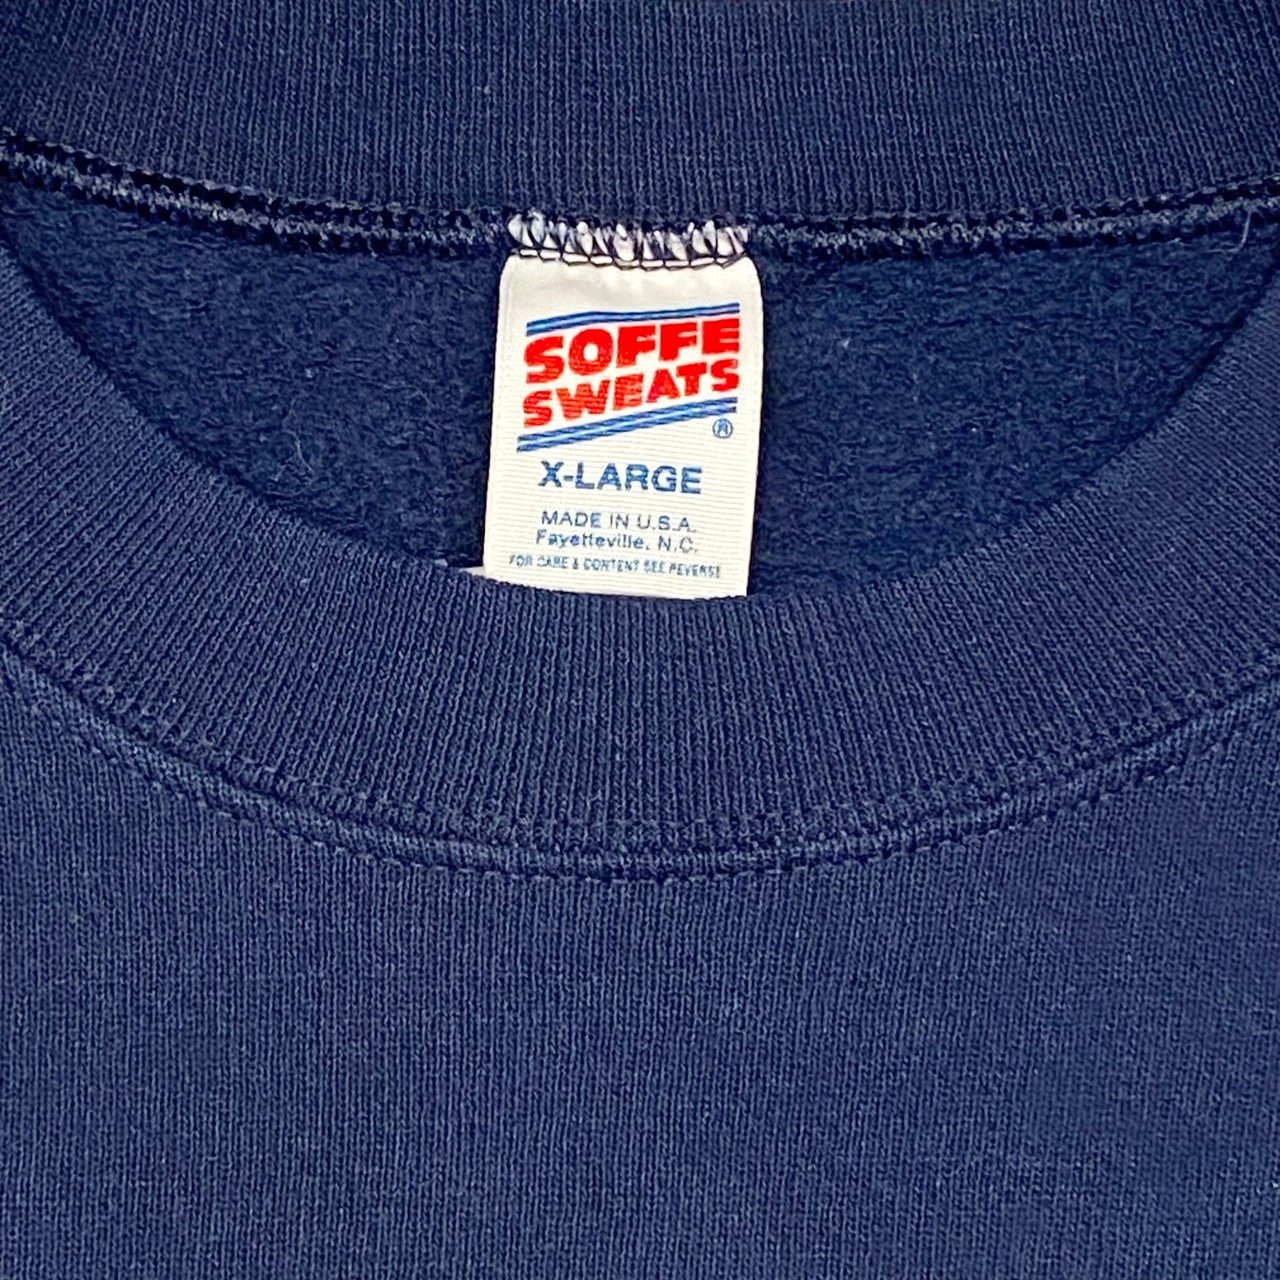 SOFFE
SWEATS
®
X-LARGE
MADE IN U.S.A.
Fayetteville, N.C.
FOR CARE & CONTENT SEE REVERSE